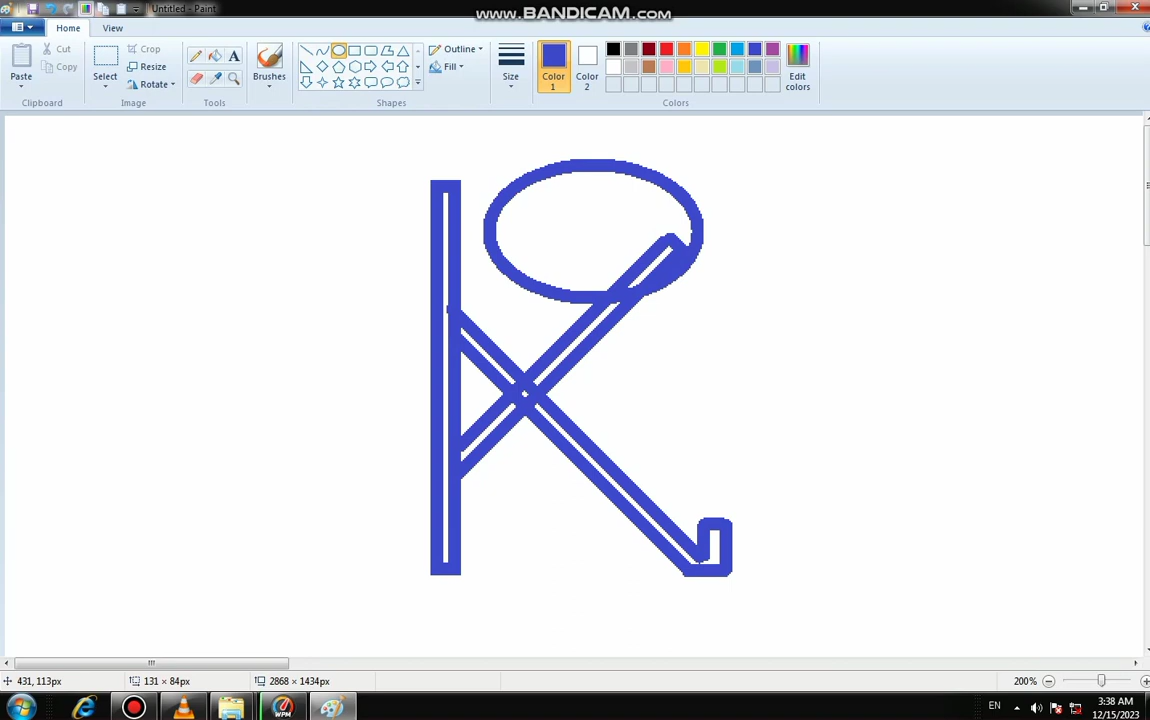 Untitled - Paint
www.BANDICAM.com
Home
View
Paste
Cut
Copy
Clipboard
Select
Crop
Resize
Rotate
Image
Tools
Brushes
Outline
Fill
Shapes
Size
Color 1
Color 2
Edit colors
Colors
431, 113px
131 × 84px
2868 × 1434px
200%
WPM
EN
3:38 AM
12/15/2023